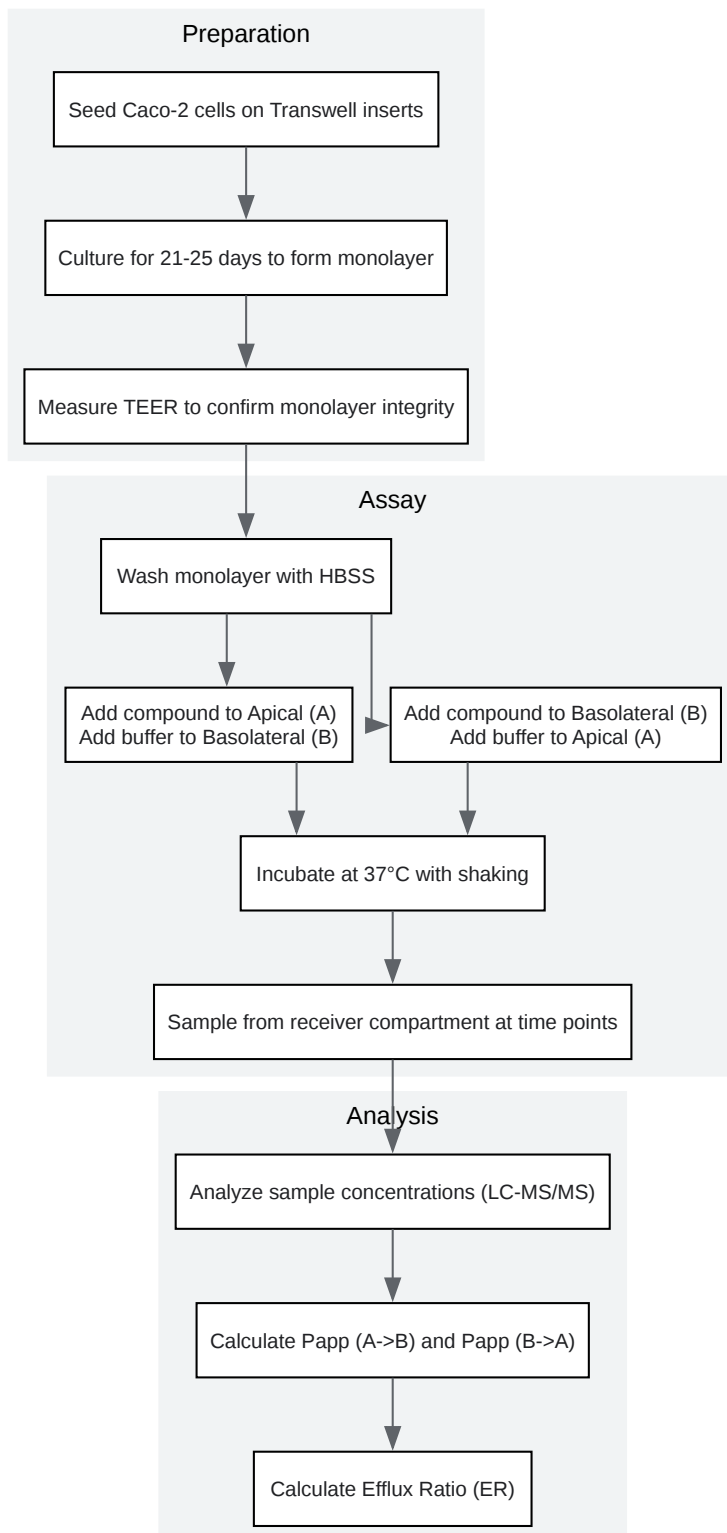 Preparation
Seed Caco-2 cells on Transwell inserts
Culture for 21-25 days to form monolayer
Measure TEER to confirm monolayer integrity
Assay
Wash monolayer with HBSS
Add compound to Apical (A)
Add buffer to Basolateral (B)
Add compound to Basolateral (B)
Add buffer to Apical (A)
Incubate at 37°C with shaking
Sample from receiver compartment at time points
Analysis
Analyze sample concentrations (LC-MS/MS)
Calculate Papp (A->B) and Papp (B->A)
Calculate Efflux Ratio (ER)